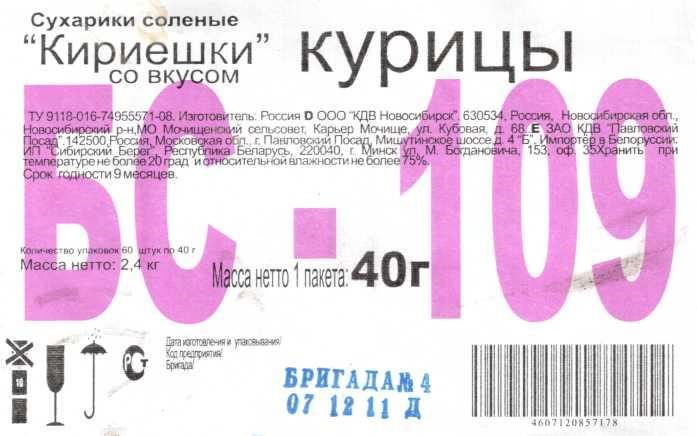 Сухарики соленые
"Кириешки" КУРИЦЫ
СО ВКУСОМ
БС - 109
ТУ 9118-016-74955571-08. Изготовитель: Россия D ООО "КДВ Новосибирск". 630534, Россия, Новосибирская обл.,
Новосибирский р-н,МО Мочищенский сельсовет, Карьер Мочище, ул. Кубовая, д. 68. Е ЗАО КДВ "Павловский
Посад".142500,Россия, Московская обл., г. Павловский Посад, Мишутинское шоссе,д. 4 "Б". Импортёр в Белоруссии:
ИП "Сибирский Берег", Республика Беларусь, 220040, г. Минск ул, М. Богдановича, 153, оф. 35Хранить при
температуре не более 20 град и относительной влажности не более 75%.
Срок годности 9 месяцев.
Количество упаковок 60 штук по 40 г
Масса нетто: 2,4 кг
Масса нетто 1 пакета: 40г
10
РСТ
Дата изготовления и упаковывания/
Код предприятия/
Бригада/
БРИГАДА № 4
07 12 11 Д
4607120857178